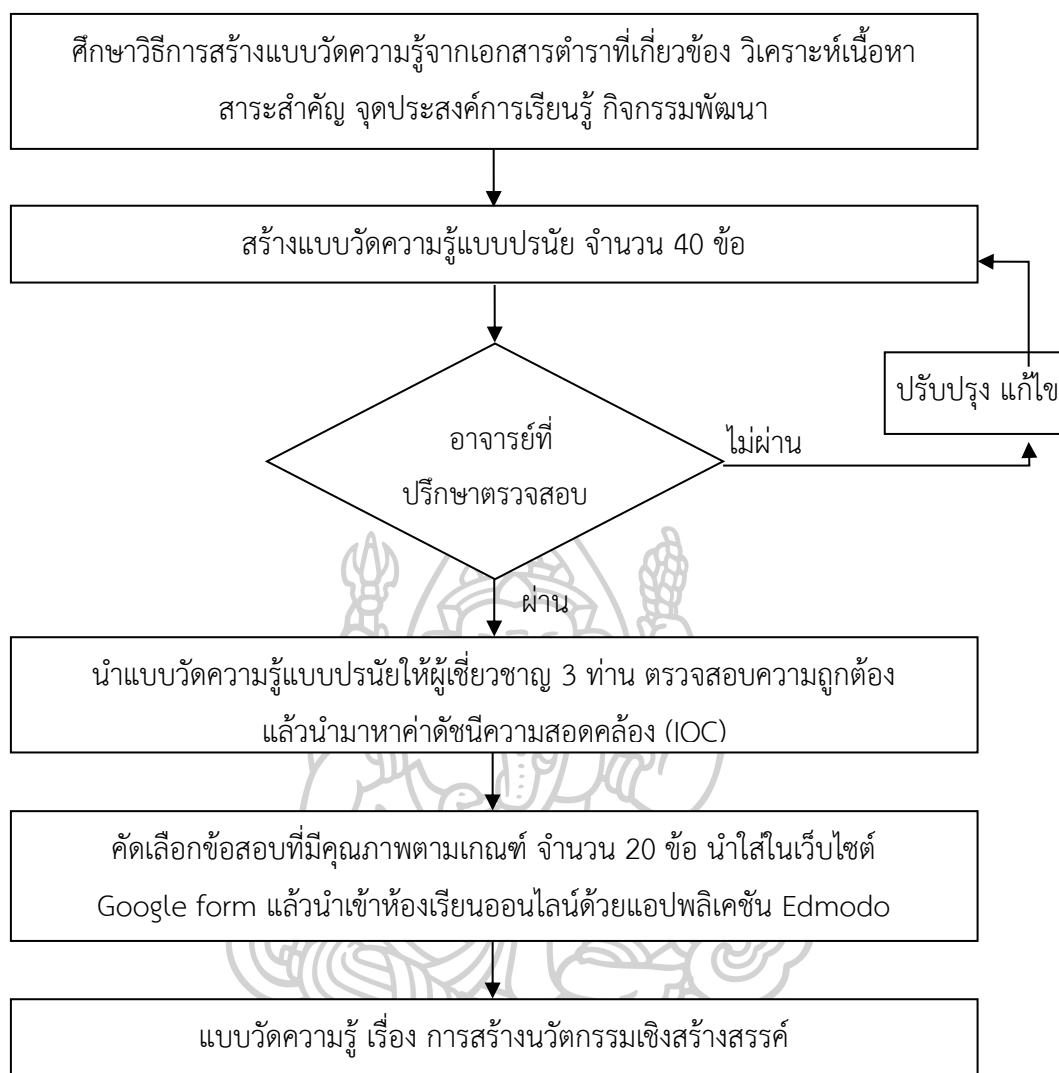 ศึกษาวิธีการสร้างแบบวัดความรู้จากเอกสารตำราที่เกี่ยวข้อง วิเคราะห์เนื้อหา
สาระสำคัญ จุดประสงค์การเรียนรู้ กิจกรรมพัฒนา
สร้างแบบวัดความรู้แบบปรนัย จำนวน 40 ข้อ
ปรับปรุง แก้ไข
อาจารย์ที่
ปรึกษาตรวจสอบ
ไม่ผ่าน
ผ่าน
นำแบบวัดความรู้แบบปรนัยให้ผู้เชี่ยวชาญ 3 ท่าน ตรวจสอบความถูกต้อง
แล้วนำมาหาค่าดัชนีความสอดคล้อง (IOC)
คัดเลือกข้อสอบที่มีคุณภาพตามเกณฑ์ จำนวน 20 ข้อ นำใส่ในเว็บไซต์
Google form แล้วนำเข้าห้องเรียนออนไลน์ด้วยแอปพลิเคชัน Edmodo
แบบวัดความรู้ เรื่อง การสร้างนวัตกรรมเชิงสร้างสรรค์